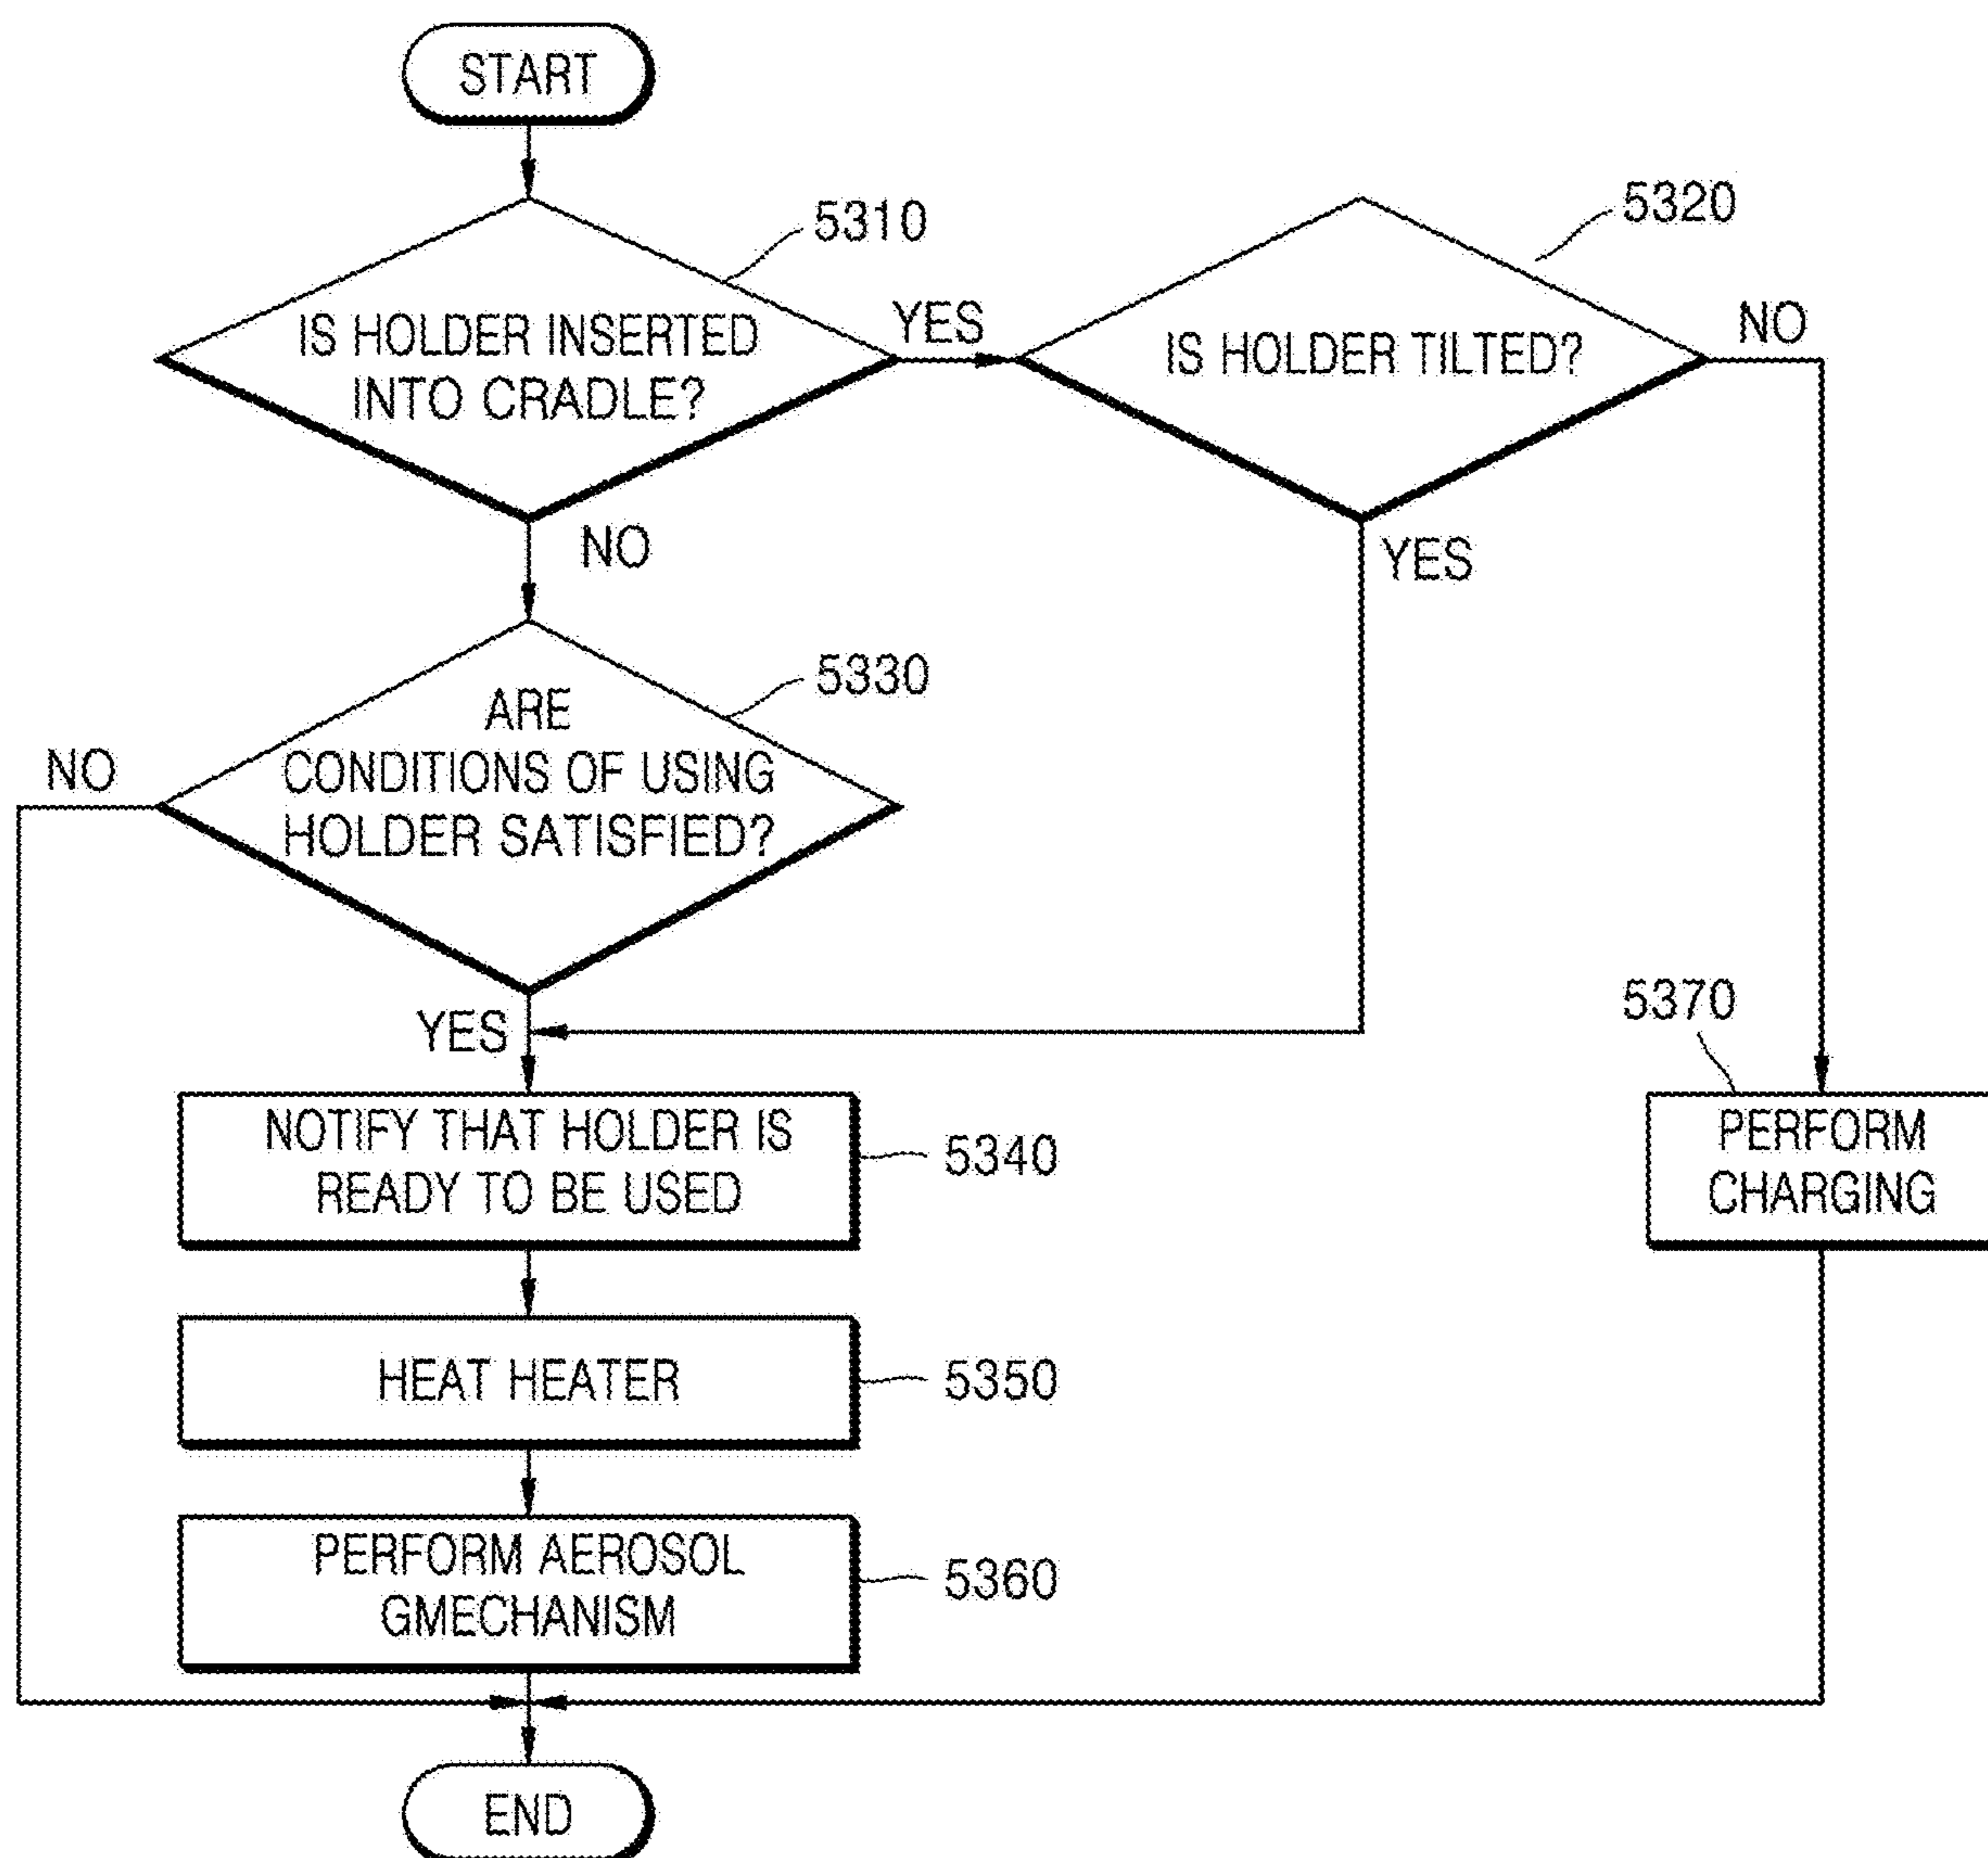 START
5310
5320
IS HOLDER INSERTED
INTO CRADLE?
YES
IS HOLDER TILTED?
NO
NO
YES
5330
ARE
CONDITIONS OF USING
HOLDER SATISFIED?
NO
YES
5370
NOTIFY THAT HOLDER IS
READY TO BE USED
5340
PERFORM
CHARGING
HEAT HEATER
5350
PERFORM AEROSOL
GMECHANISM
5360
END